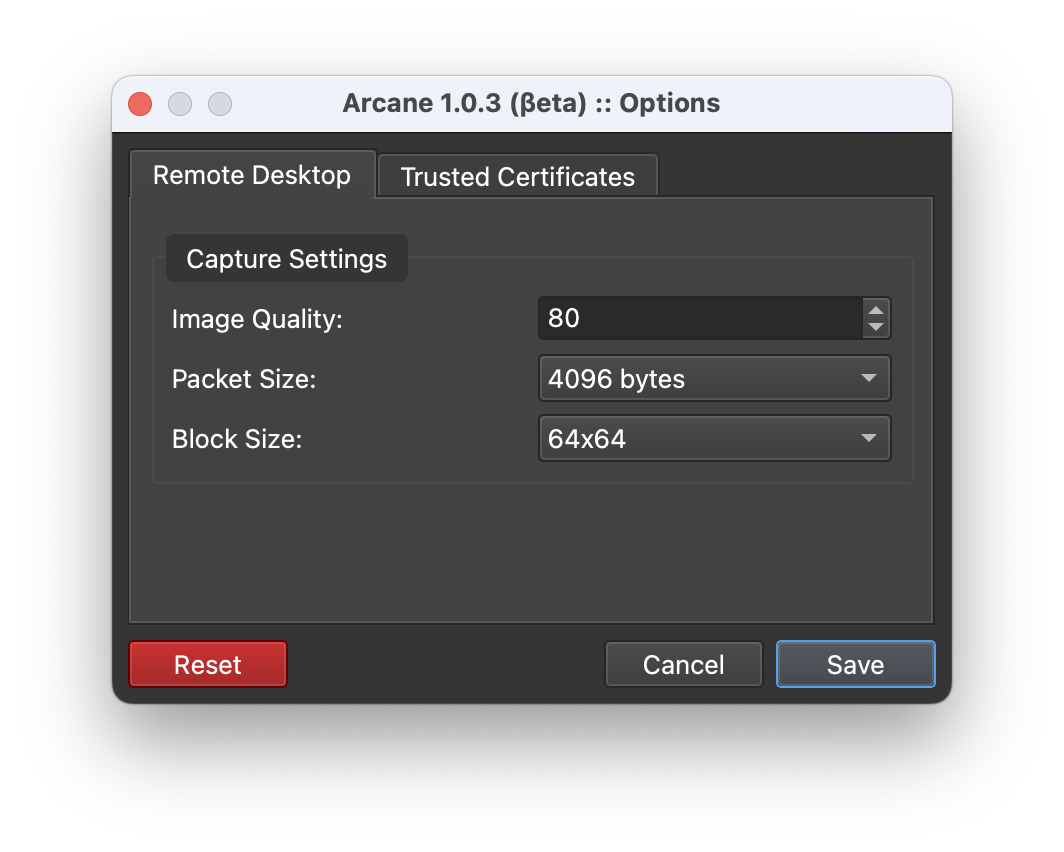 Arcane 1.0.3 (βeta) :: Options
Remote Desktop Trusted Certificates
Capture Settings
Image Quality: 80
Packet Size: 4096 bytes
Block Size: 64x64
Reset Cancel Save